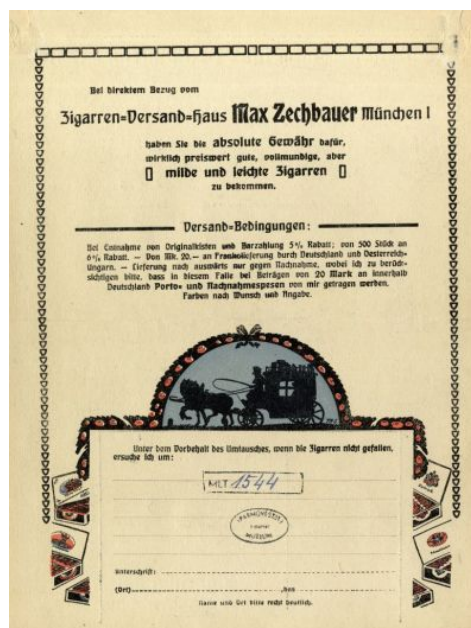 Bei direktem Bezug vom
Zigarren=Versand=Haus Max Zechbauer München I
haben Sie die absolute Gewähr dafür,
wirklich preiswert gute, vollmundige, aber
milde und leichte Zigarren
zu bekommen.
Versand=Bedingungen:
Bei Entnahme von Originalkisten und Barzahlung 5% Rabatt; von 500 Stück an
6% Rabatt. — Von Mk. 20.— an Frankolieferung durch Deutschland und Oesterreich-
Ungarn. — Lieferung nach auswärts nur gegen Nachnahme, wobei ich zu berück-
sichtigen bitte, dass in diesem Falle bei Beträgen von 20 Mark an innerhalb
Deutschland Porto- und Nachnahmespesen von mir getragen werden.
Farben nach Wunsch und Angabe.
Unter dem Vorbehalt des Umtausches, wenn die Zigarren nicht gefallen,
ersuche ich um:
MLT 1544
IPARMŰVÉSZETI
MÚZEUM
Unterschrift:
(Ort) ,den
Name und Ort bitte recht deutlich.